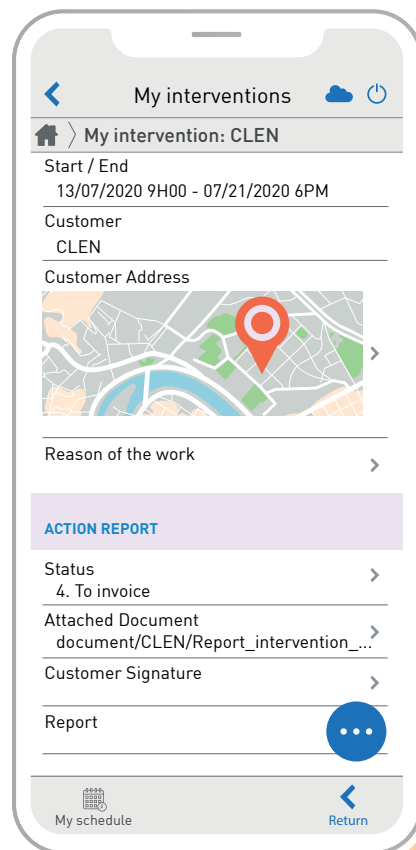 My interventions
My intervention: CLEN
Start / End
13/07/2020 9H00 - 07/21/2020 6PM
Customer
CLEN
Customer Address
Reason of the work
ACTION REPORT
Status
4. To invoice
Attached Document
document/CLEN/Report_intervention_...
Customer Signature
Report
My schedule
Return